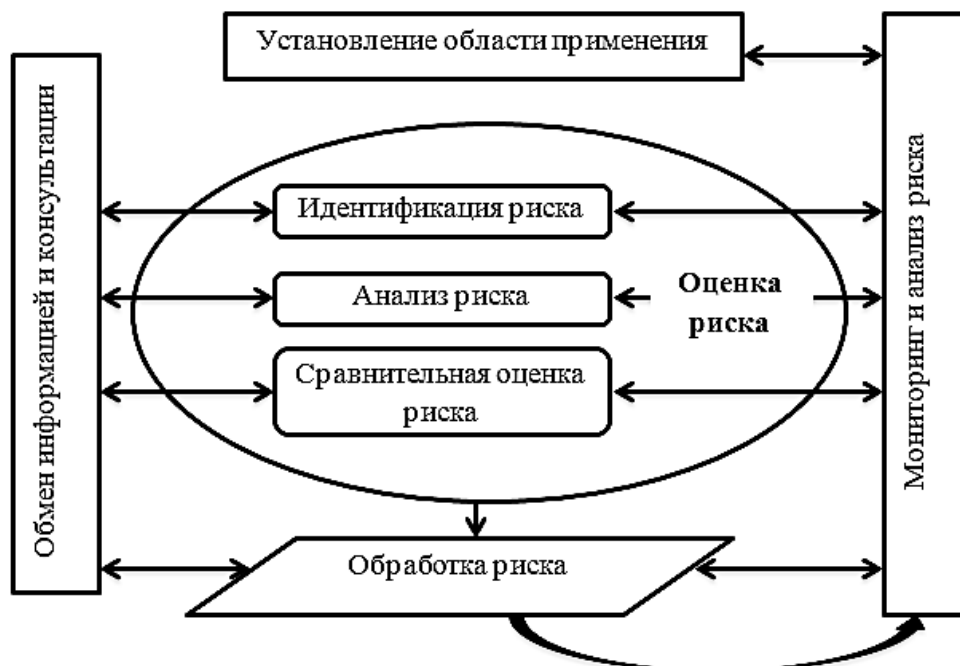 Установление области применения
Обмен информацией и консультации
Идентификация риска
Анализ риска
Оценка
риска
Сравнительная оценка
риска
Обработка риска
Мониторинг и анализ риска